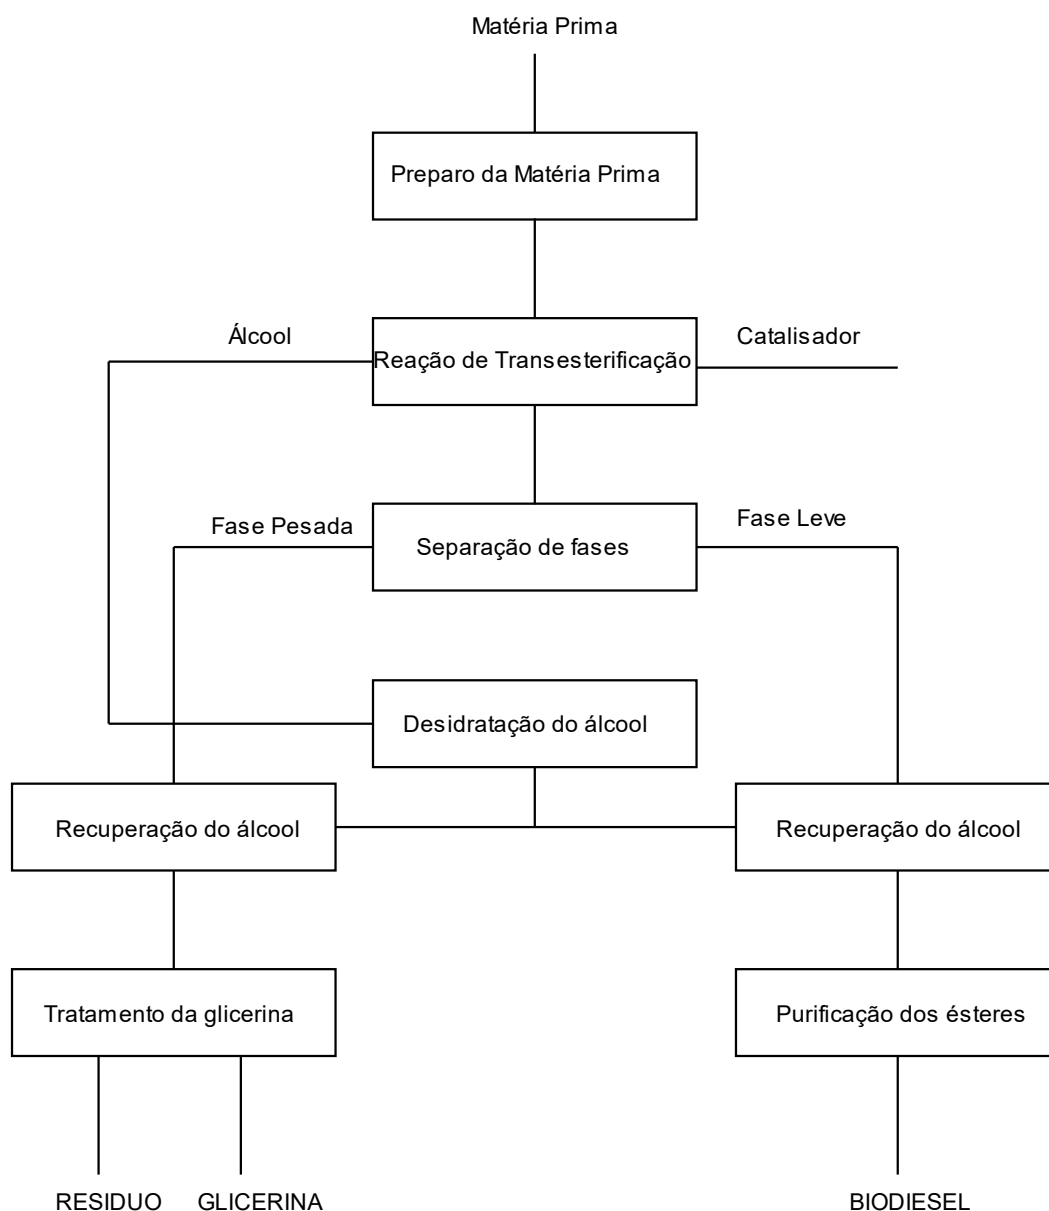 Matéria Prima
Preparo da Matéria Prima
Álcool
Catalisador
Reação de Transesterificação
Fase Pesada
Fase Leve
Separação de fases
Desidratação do álcool
Recuperação do álcool
Recuperação do álcool
Tratamento da glicerina
Purificação dos ésteres
RESIDUO
GLICERINA
BIODIESEL